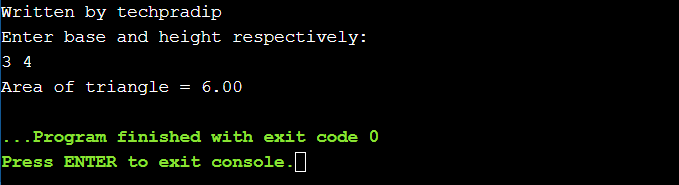 Written by techpradip
Enter base and height respectively:
3 4
Area of triangle = 6.00
...Program finished with exit code 0
Press ENTER to exit console.